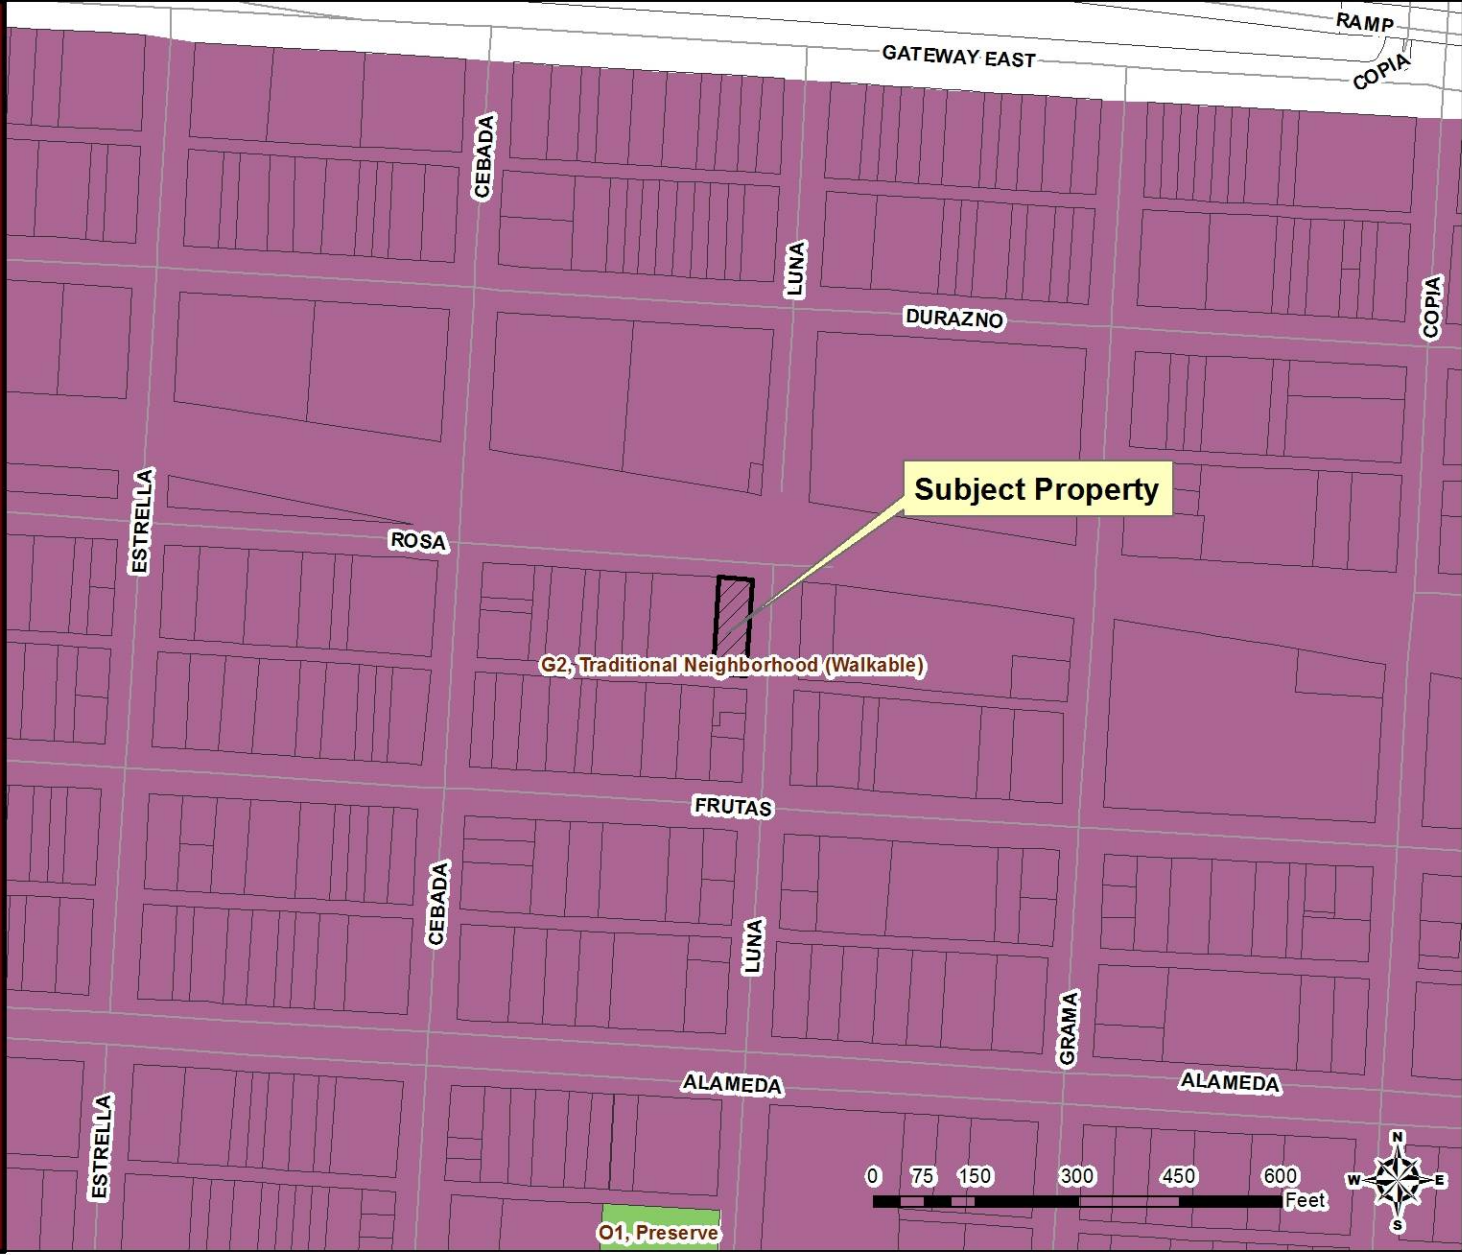 RAMP
GATEWAY EAST
COPIA
CEBADA
LUNA
COPIA
DURAZNO
Subject Property
ESTRELLA
ROSA
G2, Traditional Neighborhood (Walkable)
FRUTAS
CEBADA
LUNA
GRAMA
ALAMEDA
ALAMEDA
ESTRELLA
N
W E
S
0 75 150 300 450 600
Feet
O1, Preserve